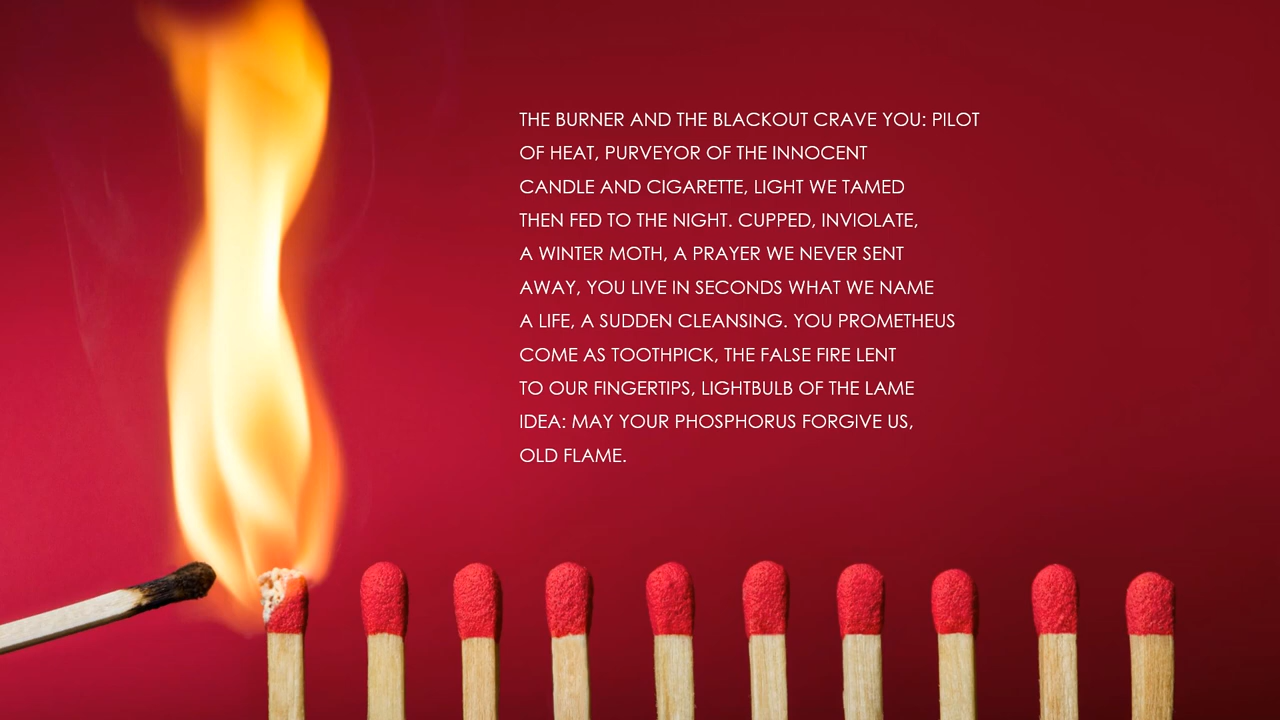 THE BURNER AND THE BLACKOUT CRAVE YOU: PILOT
OF HEAT, PURVEYOR OF THE INNOCENT
CANDLE AND CIGARETTE, LIGHT WE TAMED
THEN FED TO THE NIGHT. CUPPED, INVIOLATE,
A WINTER MOTH, A PRAYER WE NEVER SENT
AWAY, YOU LIVE IN SECONDS WHAT WE NAME
A LIFE, A SUDDEN CLEANSING. YOU PROMETHEUS
COME AS TOOTHPICK, THE FALSE FIRE LENT
TO OUR FINGERTIPS, LIGHTBULB OF THE LAME
IDEA: MAY YOUR PHOSPHORUS FORGIVE US,
OLD FLAME.